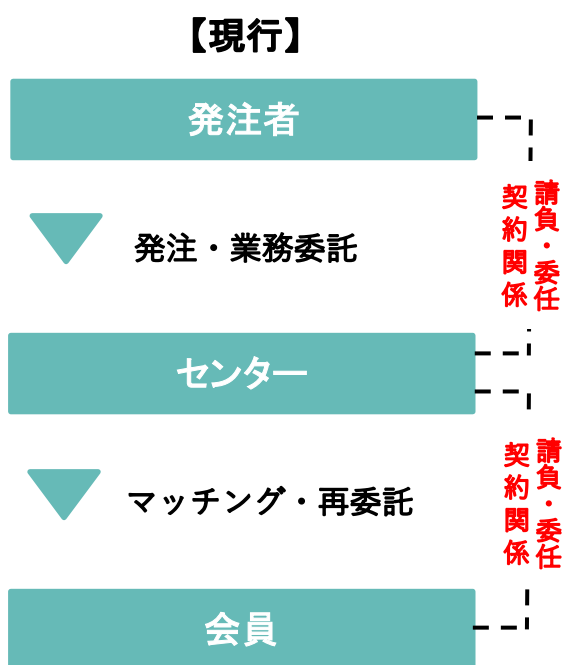 【現行】
発注者
請負・委任
契約関係
発注・業務委託
センター
マッチング・再委託
請負・委任
契約関係
会員